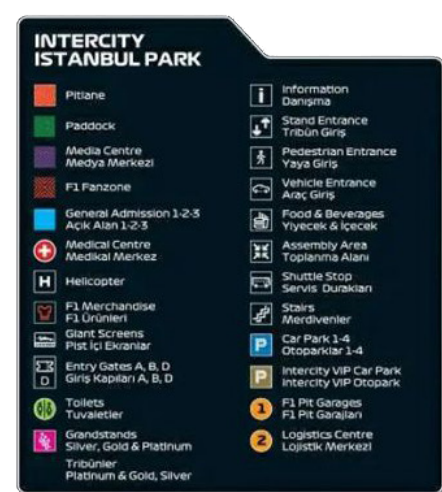 INTERCITY
ISTANBUL PARK
Pitlane
Paddock
Media Centre
Medya Merkezi
F1 Fanzone
General Admission 1-2-3
Açık Alan 1-2-3
Medical Centre
Medikal Merkez
H
Helicopter
F1 Merchandise
F1 Ürünleri
Giant Screens
Pist İçi Ekranlar
D
Entry Gates A, B, D
Giriş Kapıları A, B, D
Toilets
Tuvaletler
Grandstands
Silver, Gold & Platinum
Tribünler
Platinum & Gold, Silver
i
Information
Danışma
Stand Entrance
Tribün Giriş
Pedestrian Entrance
Yaya Giriş
Vehicle Entrance
Araç Giriş
Food & Beverages
Yiyecek & İçecek
Assembly Area
Toplanma Alanı
Shuttle Stop
Servis Durakları
Stairs
Merdivenler
P
Car Park 1-4
Otoparklar 1-4
P
Intercity VIP Car Park
Intercity VIP Otopark
1
F1 Pit Garages
F1 Pit Garajları
2
Logistics Centre
Lojistik Merkezi